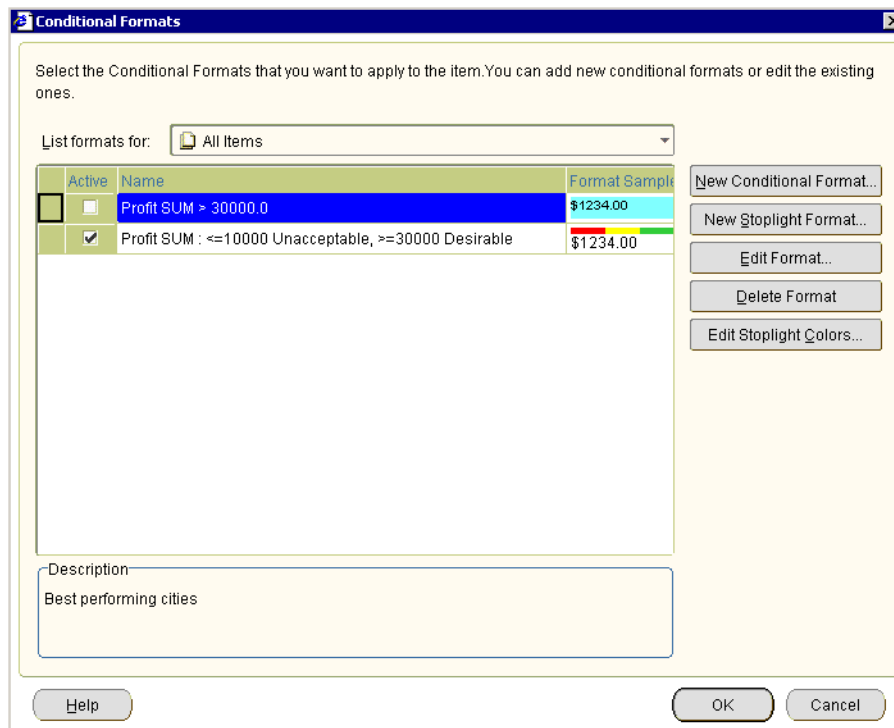 Conditional Formats
Select the Conditional Formats that you want to apply to the item.You can add new conditional formats or edit the existing
ones.
List formats for: All Items
Active Name Format Sample
Profit SUM > 30000.0 $1234.00
Profit SUM : <=10000 Unacceptable, >=30000 Desirable $1234.00
New Conditional Format...
New Stoplight Format...
Edit Format...
Delete Format
Edit Stoplight Colors...
Description
Best performing cities
Help OK Cancel